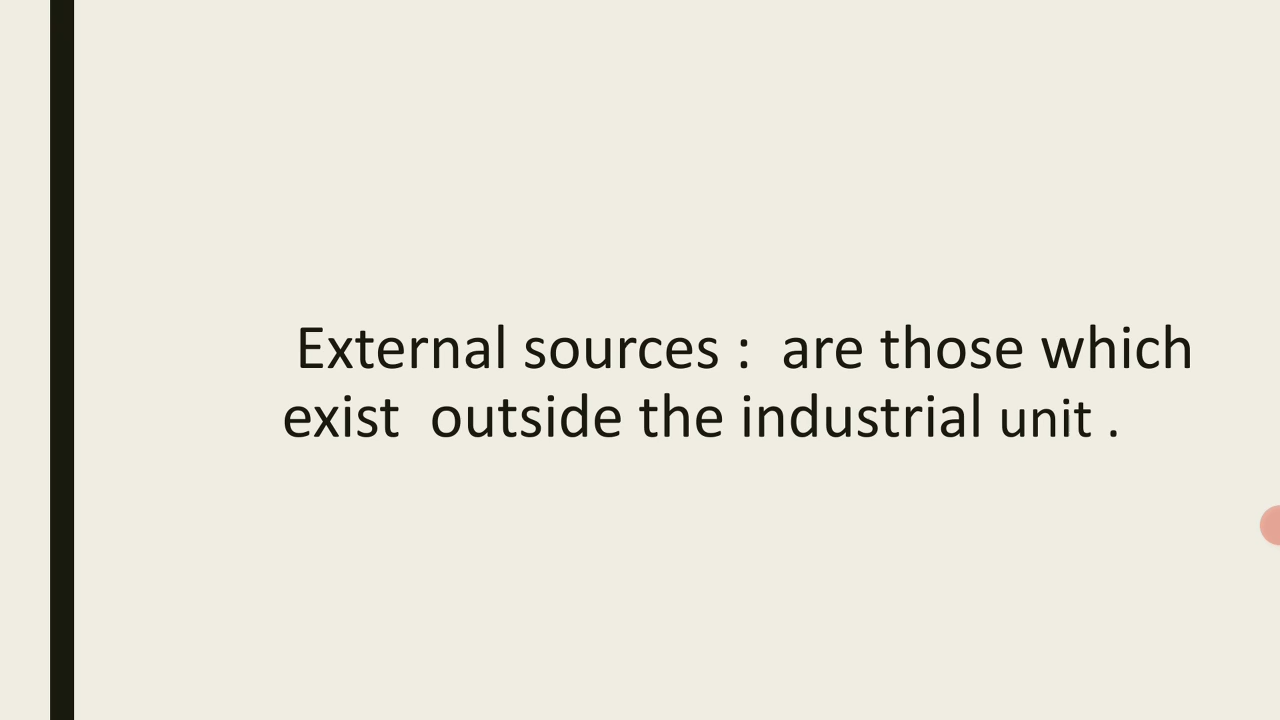 External sources :  are those which
exist  outside the industrial unit .